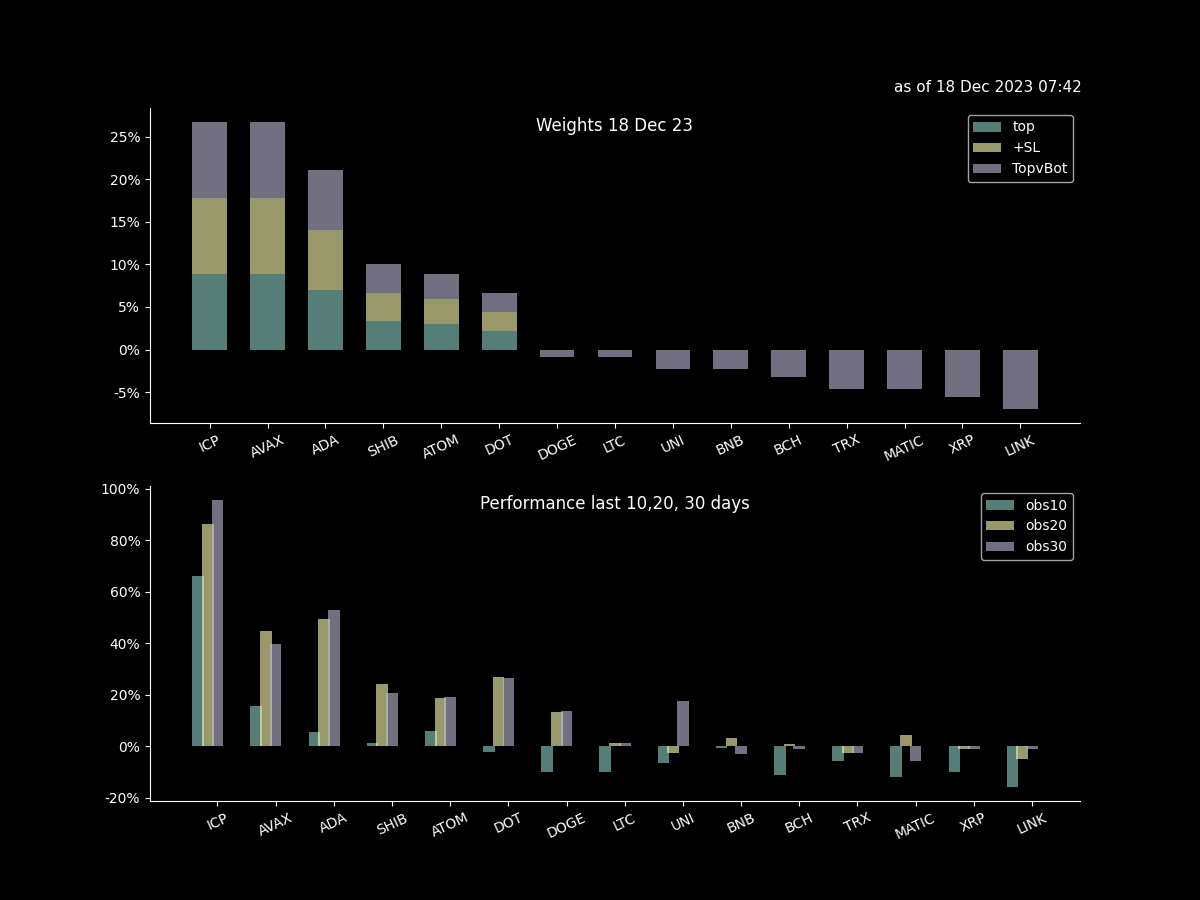 as of 18 Dec 2023 07:42
Weights 18 Dec 23
top
+SL
TopvBot
25%
20%
15%
10%
5%
0%
-5%
ICP AVAX ADA SHIB ATOM DOT DOGE LTC UNI BNB BCH TRX MATIC XRP LINK
Performance last 10,20, 30 days
obs10
obs20
obs30
100%
80%
60%
40%
20%
0%
-20%
ICP AVAX ADA SHIB ATOM DOT DOGE LTC UNI BNB BCH TRX MATIC XRP LINK